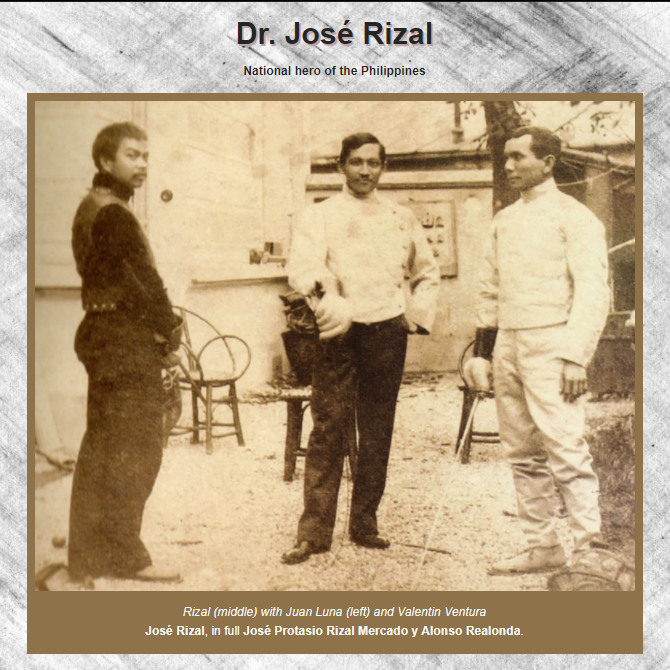 Dr. José Rizal
National hero of the Philippines
Rizal (middle) with Juan Luna (left) and Valentin Ventura
José Rizal, in full José Protasio Rizal Mercado y Alonso Realonda.